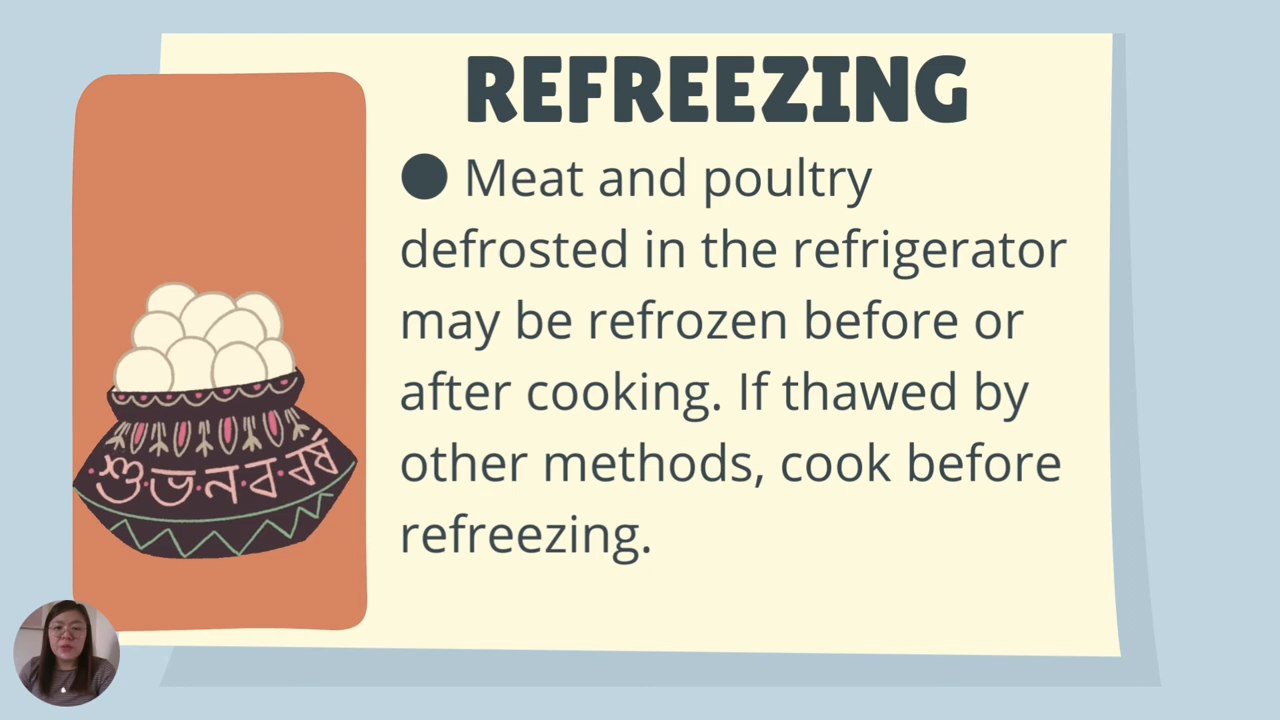 REFREEZING
● Meat and poultry
defrosted in the refrigerator
may be refrozen before or
after cooking. If thawed by
other methods, cook before
refreezing.
শুভ নববর্ষ